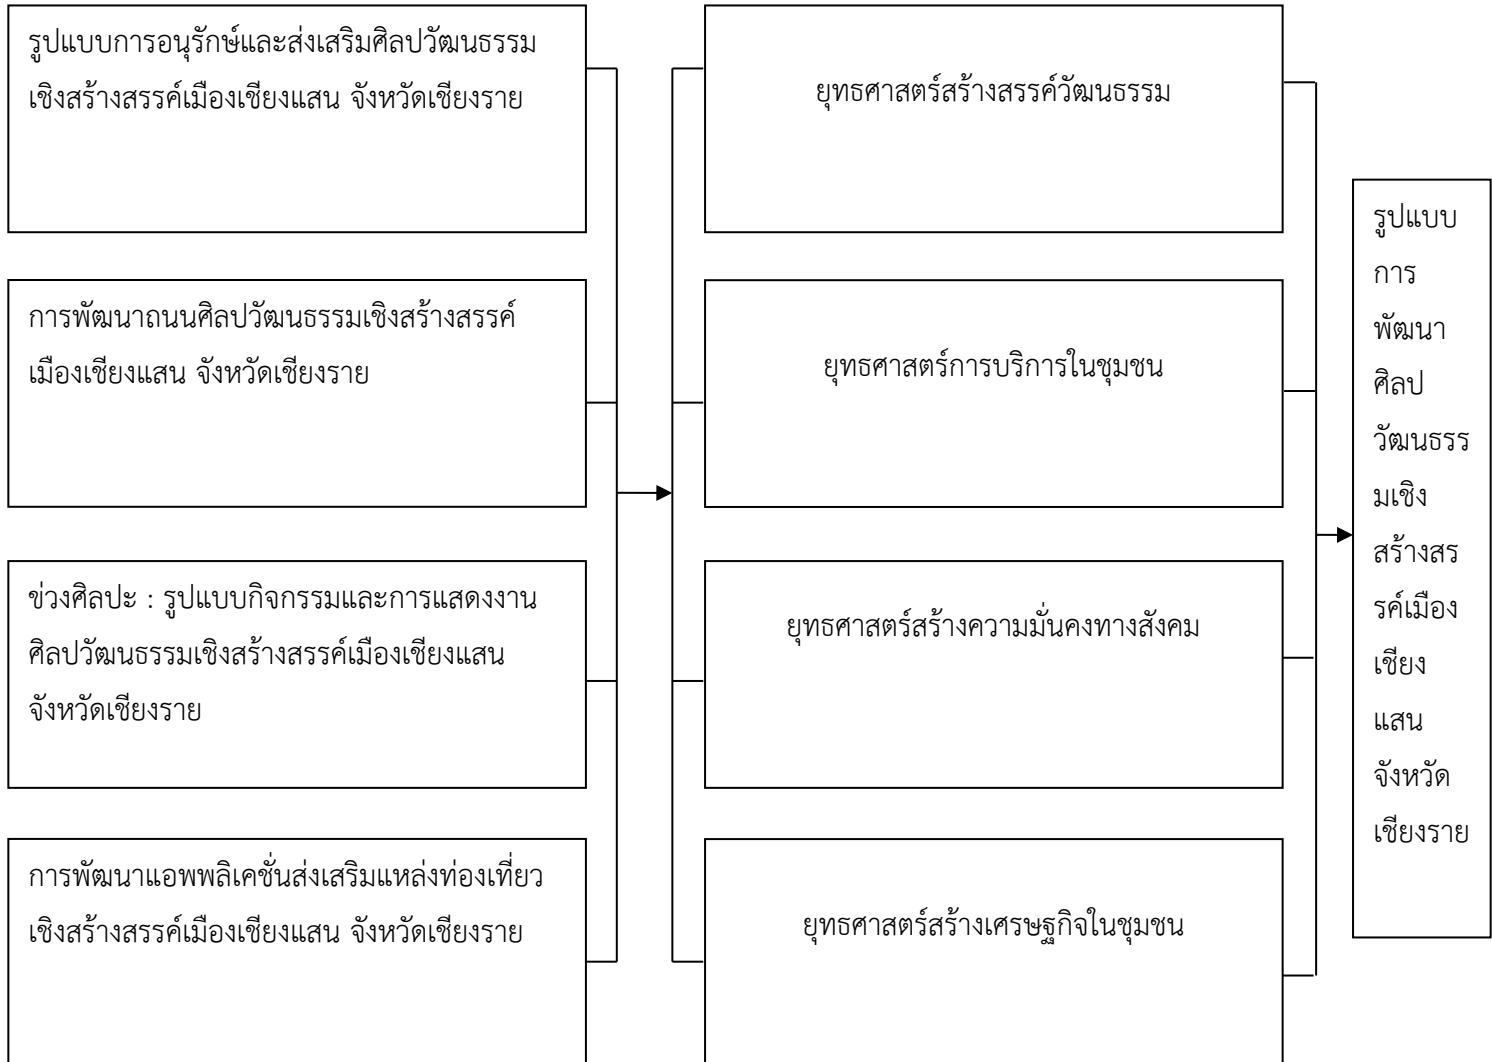 รูปแบบการอนุรักษ์และส่งเสริมศิลปวัฒนธรรม
เชิงสร้างสรรค์เมืองเชียงแสน จังหวัดเชียงราย
การพัฒนาถนนศิลปวัฒนธรรมเชิงสร้างสรรค์
เมืองเชียงแสน จังหวัดเชียงราย
ข่วงศิลปะ : รูปแบบกิจกรรมและการแสดงงาน
ศิลปวัฒนธรรมเชิงสร้างสรรค์เมืองเชียงแสน
จังหวัดเชียงราย
การพัฒนาแอพพลิเคชั่นส่งเสริมแหล่งท่องเที่ยว
เชิงสร้างสรรค์เมืองเชียงแสน จังหวัดเชียงราย
ยุทธศาสตร์สร้างสรรค์วัฒนธรรม
ยุทธศาสตร์การบริการในชุมชน
ยุทธศาสตร์สร้างความมั่นคงทางสังคม
ยุทธศาสตร์สร้างเศรษฐกิจในชุมชน
รูปแบบ
การ
พัฒนา
ศิลป
วัฒนธรร
มเชิง
สร้างสร
รค์เมือง
เชียง
แสน
จังหวัด
เชียงราย